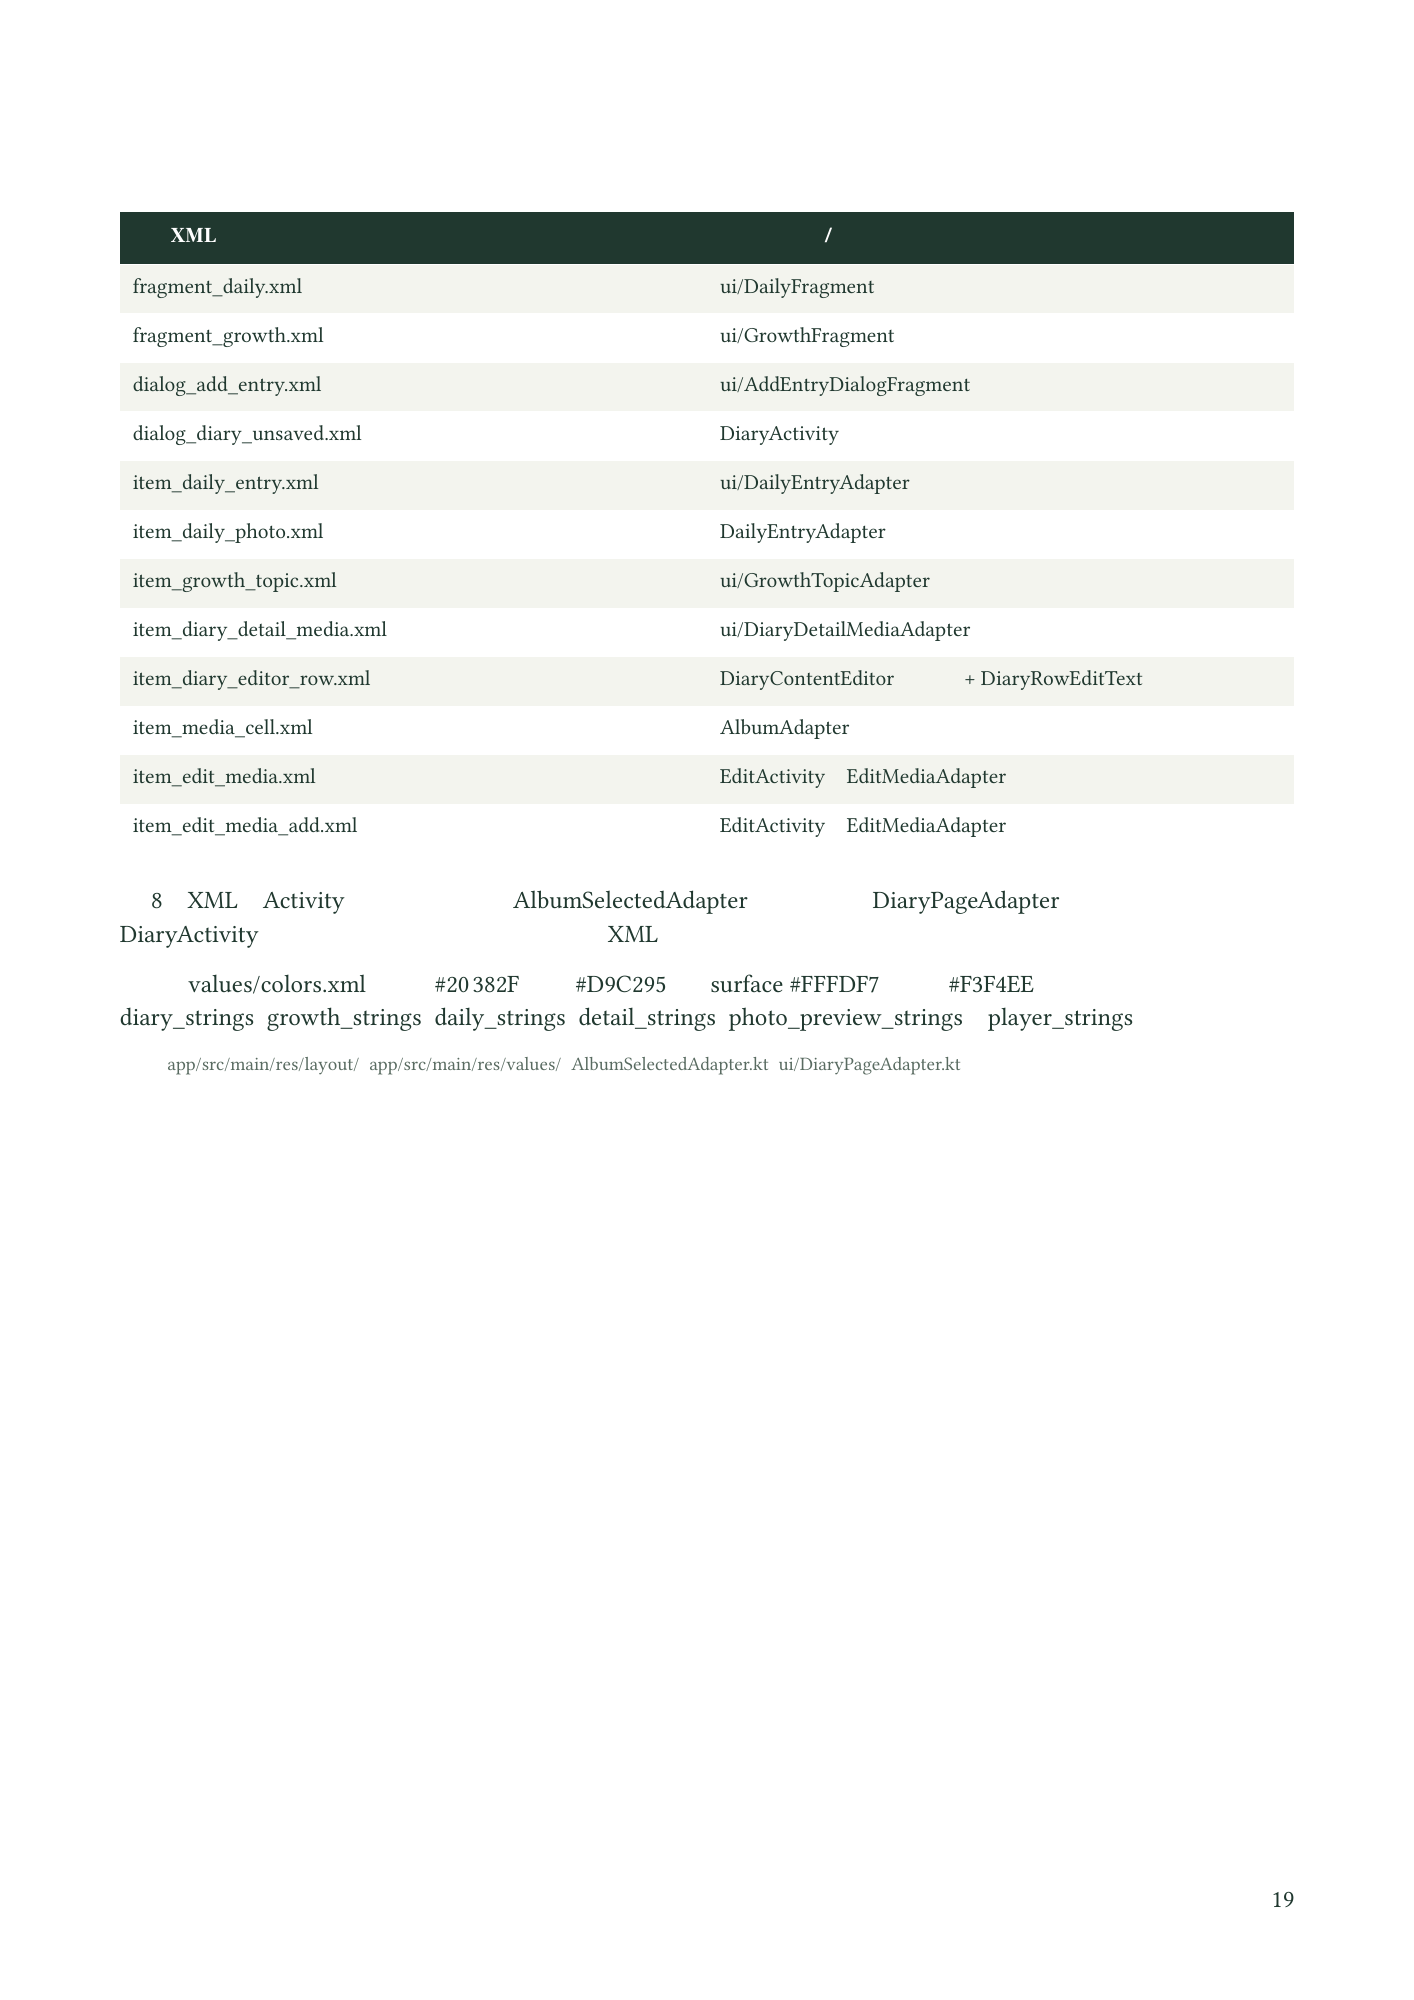 XML /
fragment_daily.xml ui/DailyFragment
fragment_growth.xml ui/GrowthFragment
dialog_add_entry.xml ui/AddEntryDialogFragment
dialog_diary_unsaved.xml DiaryActivity
item_daily_entry.xml ui/DailyEntryAdapter
item_daily_photo.xml DailyEntryAdapter
item_growth_topic.xml ui/GrowthTopicAdapter
item_diary_detail_media.xml ui/DiaryDetailMediaAdapter
item_diary_editor_row.xml DiaryContentEditor + DiaryRowEditText
item_media_cell.xml AlbumAdapter
item_edit_media.xml EditActivity EditMediaAdapter
item_edit_media_add.xml EditActivity EditMediaAdapter
8 XML Activity AlbumSelectedAdapter DiaryPageAdapter
DiaryActivity XML
values/colors.xml #20382F #D9C295 surface #FFFDF7 #F3F4EE
diary_strings growth_strings daily_strings detail_strings photo_preview_strings player_strings
app/src/main/res/layout/ app/src/main/res/values/ AlbumSelectedAdapter.kt ui/DiaryPageAdapter.kt
19